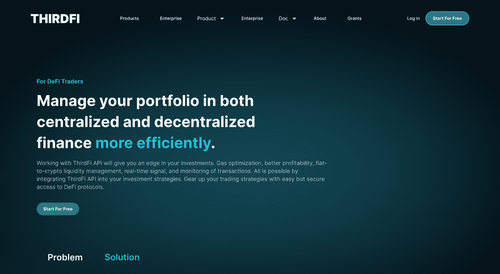 THIRDFI Products Enterprise Product Enterprise Doc About Grants Log in Start For Free
For DeFi Traders
Manage your portfolio in both
centralized and decentralized
finance more efficiently.
Working with ThirdFi API will give you an edge in your investments. Gas optimization, better profitability, fiat-
to-crypto liquidity management, real-time signal, and monitoring of transactions. All is possible by
integrating ThirdFi API into your investment strategies. Gear up your trading strategies with easy but secure
access to DeFi protocols.
Start For Free
Problem Solution